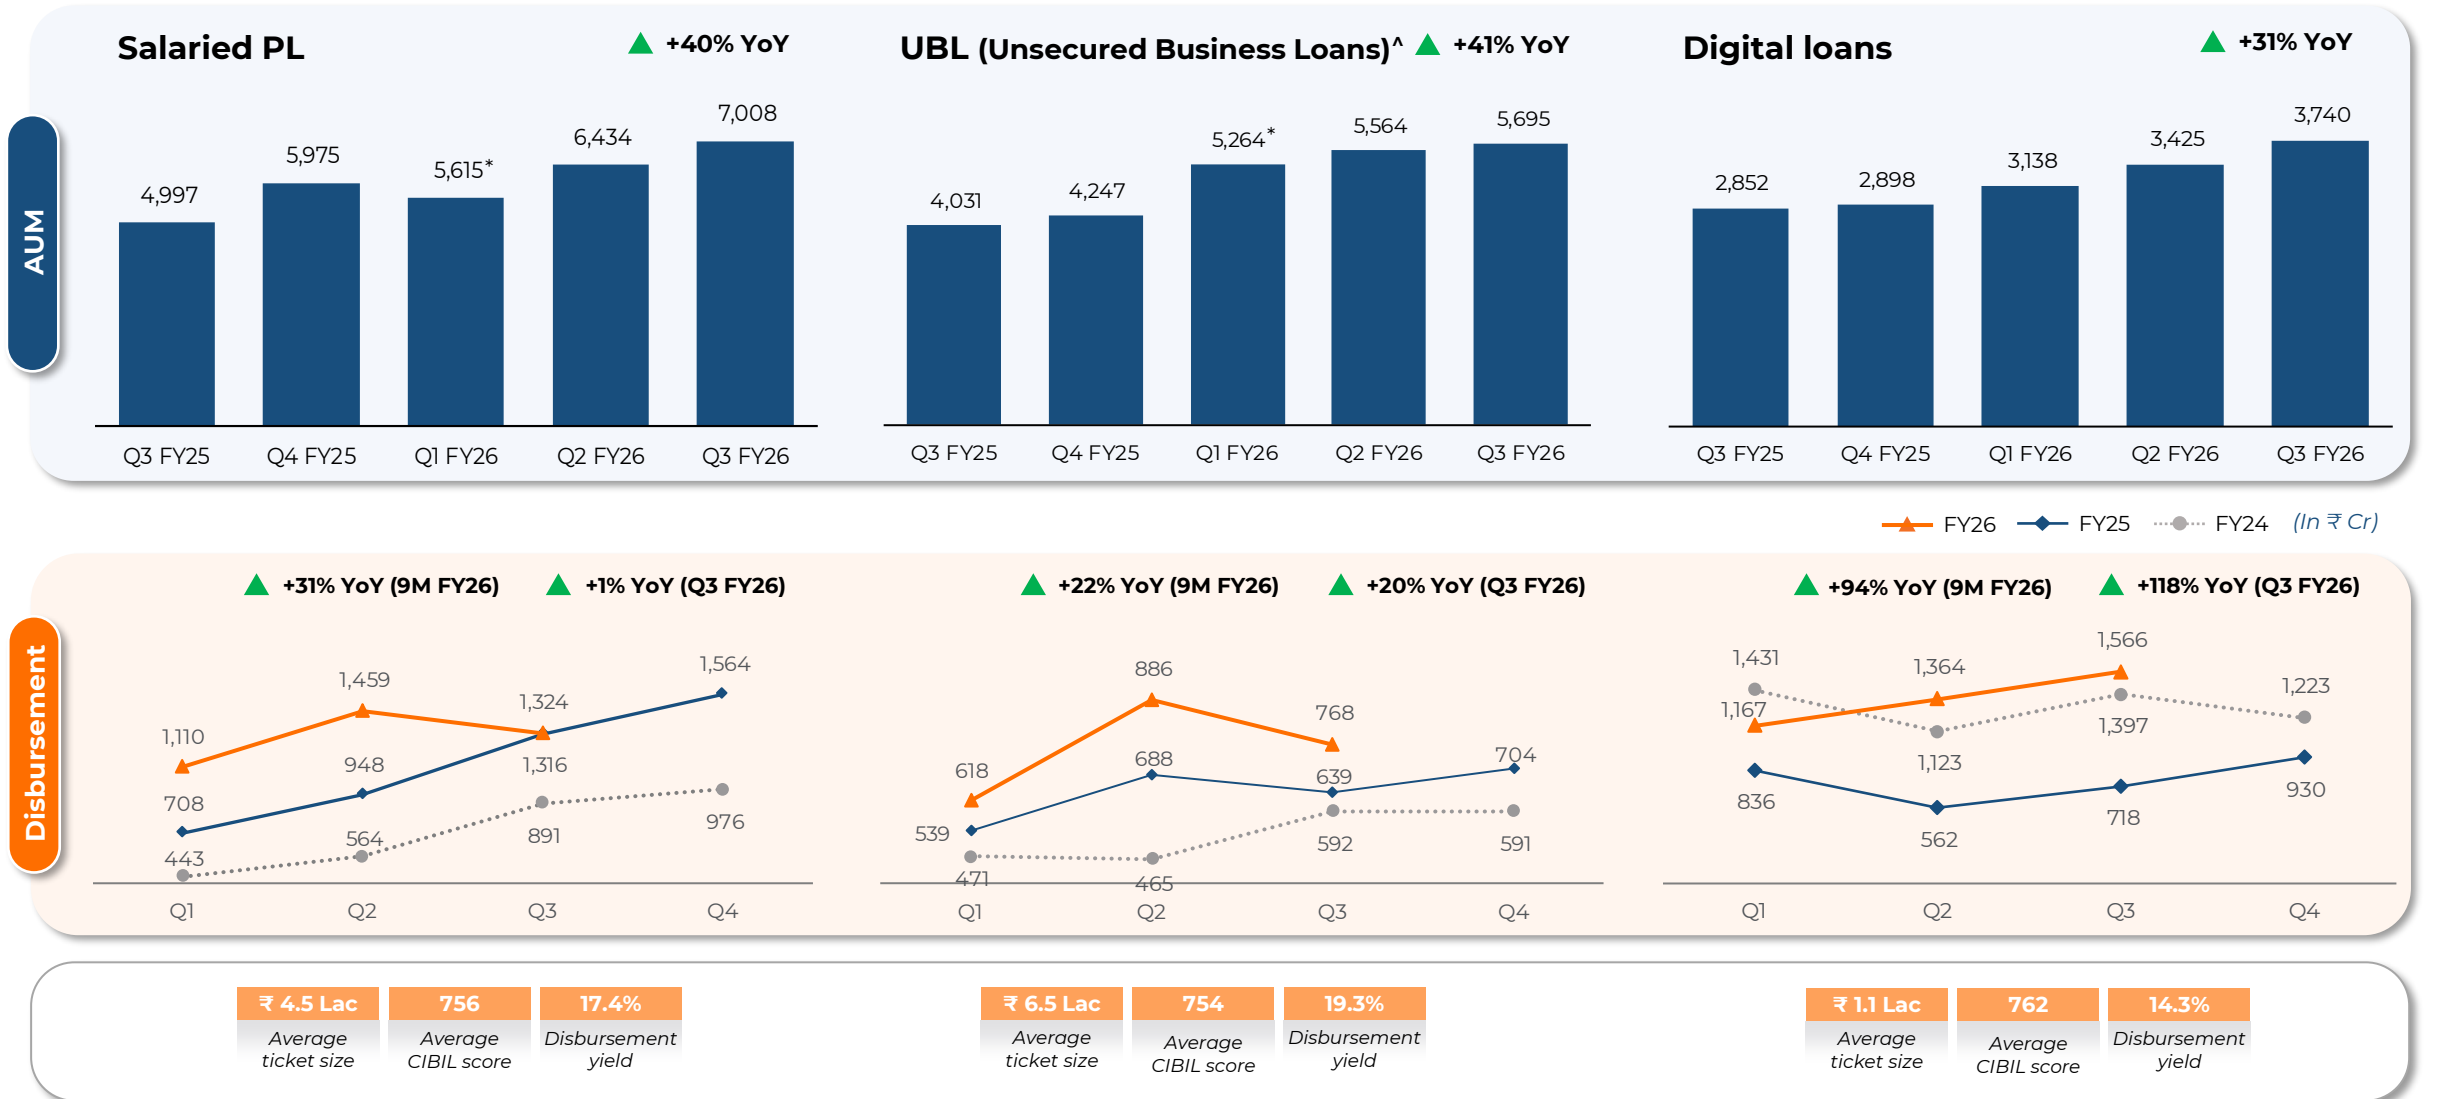 Salaried PL
+40% YoY
AUM
4,997
5,975
5,615*
6,434
7,008
Q3 FY25
Q4 FY25
Q1 FY26
Q2 FY26
Q3 FY26
UBL (Unsecured Business Loans)^
+41% YoY
4,031
4,247
5,264*
5,564
5,695
Q3 FY25
Q4 FY25
Q1 FY26
Q2 FY26
Q3 FY26
Digital loans
+31% YoY
2,852
2,898
3,138
3,425
3,740
Q3 FY25
Q4 FY25
Q1 FY26
Q2 FY26
Q3 FY26
FY26
FY25
FY24
(In ₹ Cr)
Disbursement
+31% YoY (9M FY26)
+1% YoY (Q3 FY26)
1,110
1,459
1,324
708
948
1,316
1,564
443
564
891
976
Q1
Q2
Q3
Q4
+22% YoY (9M FY26)
+20% YoY (Q3 FY26)
618
886
768
539
688
639
704
471
465
592
591
Q1
Q2
Q3
Q4
+94% YoY (9M FY26)
+118% YoY (Q3 FY26)
1,431
1,364
1,566
1,223
1,167
1,123
1,397
836
562
718
930
Q1
Q2
Q3
Q4
₹ 4.5 Lac
Average
ticket size
756
Average
CIBIL score
17.4%
Disbursement
yield
₹ 6.5 Lac
Average
ticket size
754
Average
CIBIL score
19.3%
Disbursement
yield
₹ 1.1 Lac
Average
ticket size
762
Average
CIBIL score
14.3%
Disbursement
yield